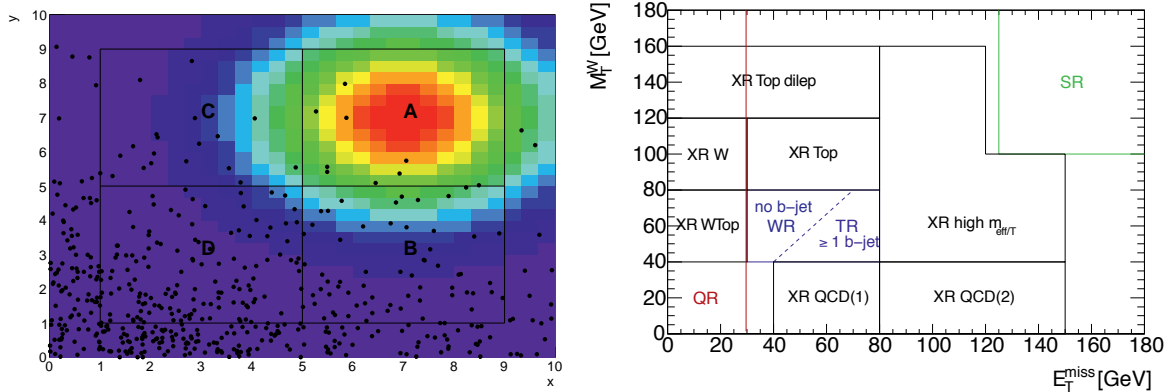 y
10
9
8
7
6
5
4
3
2
1
0
C
A
D
B
0 1 2 3 4 5 6 7 8 9 10
x
M_T^W [GeV]
180
160
140
120
100
80
60
40
20
0
XR Top dilep
SR
XR W
XR Top
no b-jet
XR WTop
WR
TR
≥ 1 b-jet
XR high m_eff/T
QR
XR QCD(1)
XR QCD(2)
0 20 40 60 80 100 120 140 160 180
E_T^miss [GeV]